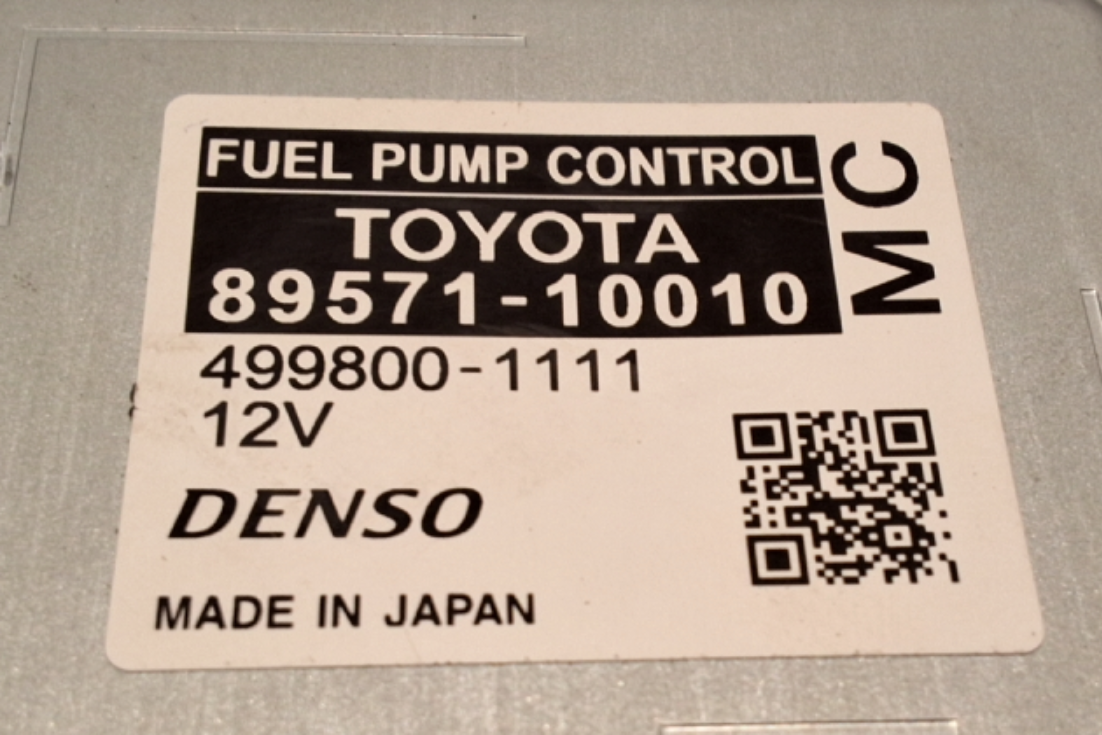 FUEL PUMP CONTROL
TOYOTA
89571-10010
MC
499800-1111
12V
DENSO
MADE IN JAPAN